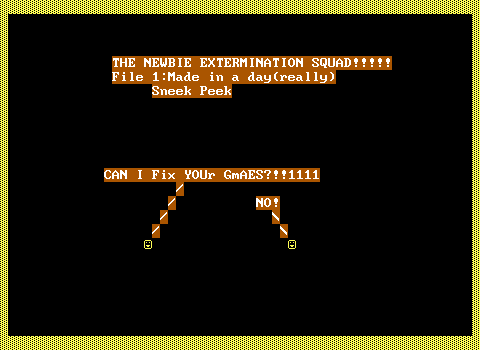 THE NEWBIE EXTERMINATION SQUAD!!!!!
File 1:Made in a day(really)
Sneek Peek
CAN I Fix YOUr GmAES?!!1111
NO!